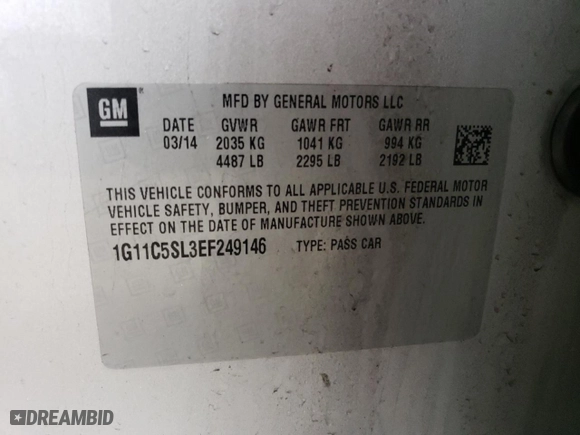 GM
MFD BY GENERAL MOTORS LLC
DATE GVWR GAWR FRT GAWR RR
03/14 2035 KG 1041 KG 994 KG
4487 LB 2295 LB 2192 LB
THIS VEHICLE CONFORMS TO ALL APPLICABLE U.S. FEDERAL MOTOR
VEHICLE SAFETY, BUMPER, AND THEFT PREVENTION STANDARDS IN
EFFECT ON THE DATE OF MANUFACTURE SHOWN ABOVE.
1G11C5SL3EF249146 TYPE: PASS CAR
DREAMBID